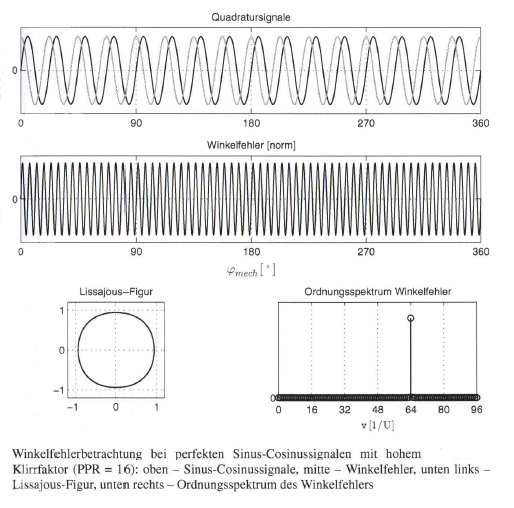 Quadratursignale
0
0 90 180 270 360
Winkelfehler [norm]
0
0 90 180 270 360
φmech [°]
Lissajous−Figur
1
0
−1
−1 0 1
Ordnungsspektrum Winkelfehler
0
0 16 32 48 64 80 96
v [1/U]
Winkelfehlerbetrachtung bei perfekten Sinus-Cosinussignalen mit hohem
Klirrfaktor (PPR = 16): oben – Sinus-Cosinussignale, mitte – Winkelfehler, unten links –
Lissajous-Figur, unten rechts – Ordnungsspektrum des Winkelfehlers